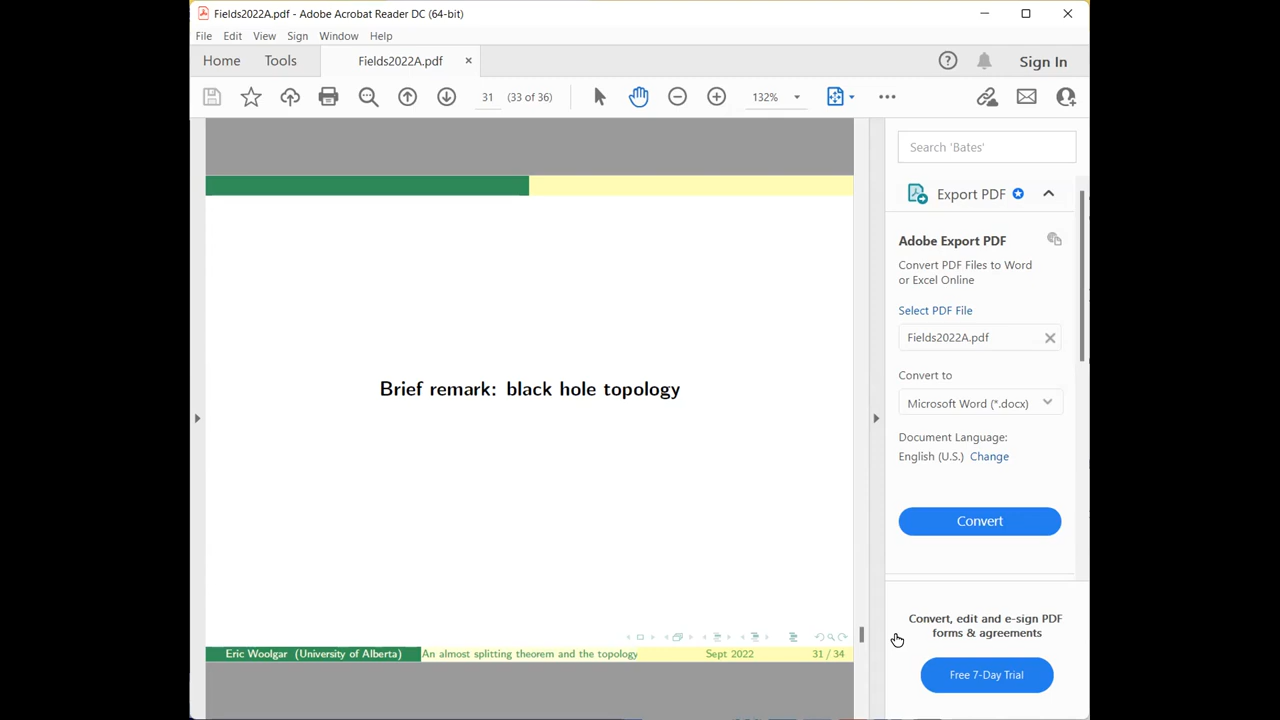 Fields2022A.pdf - Adobe Acrobat Reader DC (64-bit)
File Edit View Sign Window Help
Home Tools Fields2022A.pdf Sign In
31 (33 of 36) 132%
Search 'Bates'
Export PDF
Adobe Export PDF
Convert PDF Files to Word
or Excel Online
Select PDF File
Fields2022A.pdf
Convert to
Microsoft Word (*.docx)
Document Language:
English (U.S.) Change
Convert
Convert, edit and e-sign PDF
forms & agreements
Free 7-Day Trial
Brief remark: black hole topology
Eric Woolgar (University of Alberta) An almost splitting theorem and the topology Sept 2022 31 / 34